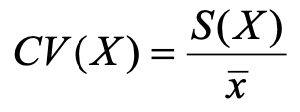 CV(X) = S(X) / x̄